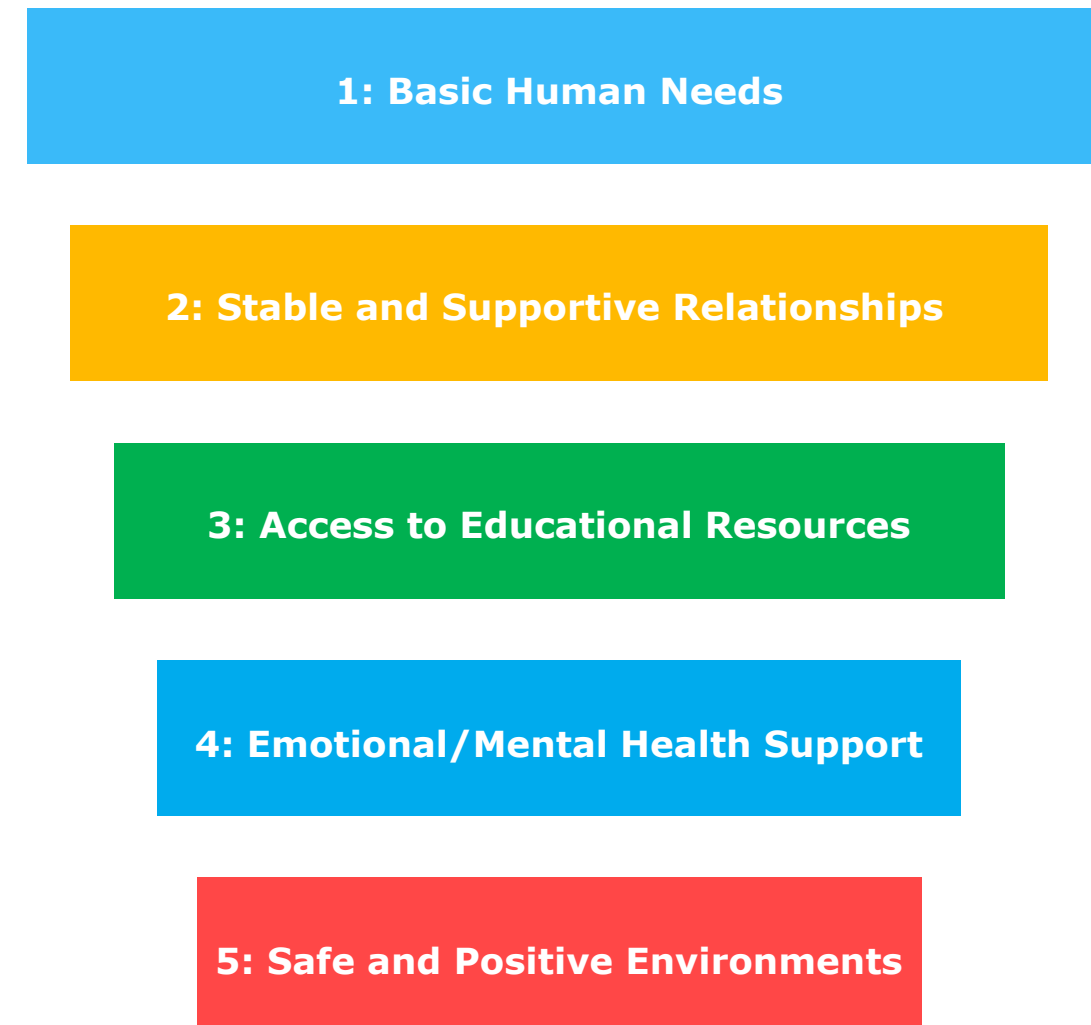 1: Basic Human Needs
2: Stable and Supportive Relationships
3: Access to Educational Resources
4: Emotional/Mental Health Support
5: Safe and Positive Environments